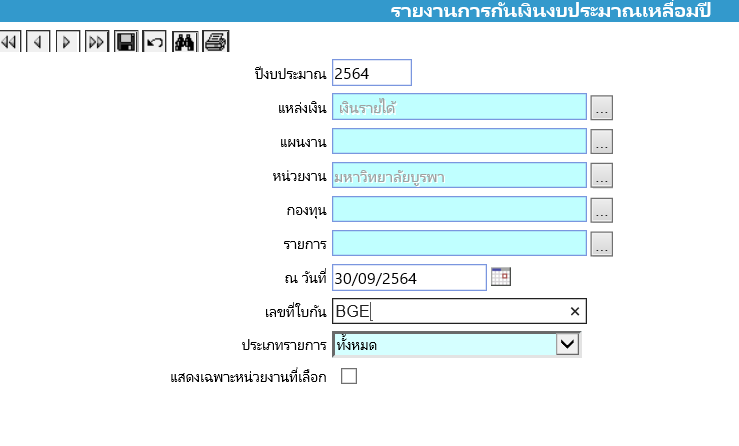 รายงานการกันเงินงบประมาณเหลื่อมปี
ปีงบประมาณ 2564
แหล่งเงิน เงินรายได้ ...
แผนงาน ...
หน่วยงาน มหาวิทยาลัยบูรพา ...
กองทุน ...
รายการ ...
ณ วันที่ 30/09/2564
เลขที่ใบกัน BGE ×
ประเภทรายการ ทั้งหมด
แสดงเฉพาะหน่วยงานที่เลือก